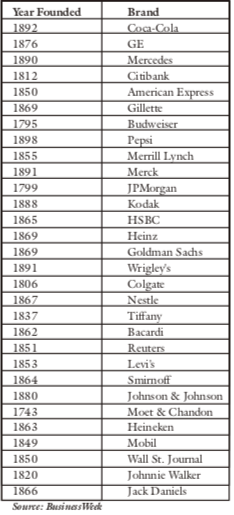 Year Founded Brand
1892 Coca-Cola
1876 GE
1890 Mercedes
1812 Citibank
1850 American Express
1869 Gillette
1795 Budweiser
1898 Pepsi
1855 Merrill Lynch
1891 Merck
1799 JPMorgan
1888 Kodak
1865 HSBC
1869 Heinz
1869 Goldman Sachs
1891 Wrigley's
1806 Colgate
1867 Nestle
1837 Tiffany
1862 Bacardi
1851 Reuters
1853 Levi's
1864 Smirnoff
1880 Johnson & Johnson
1743 Moet & Chandon
1863 Heineken
1849 Mobil
1850 Wall St. Journal
1820 Johnnie Walker
1866 Jack Daniels
Source: BusinessWeek